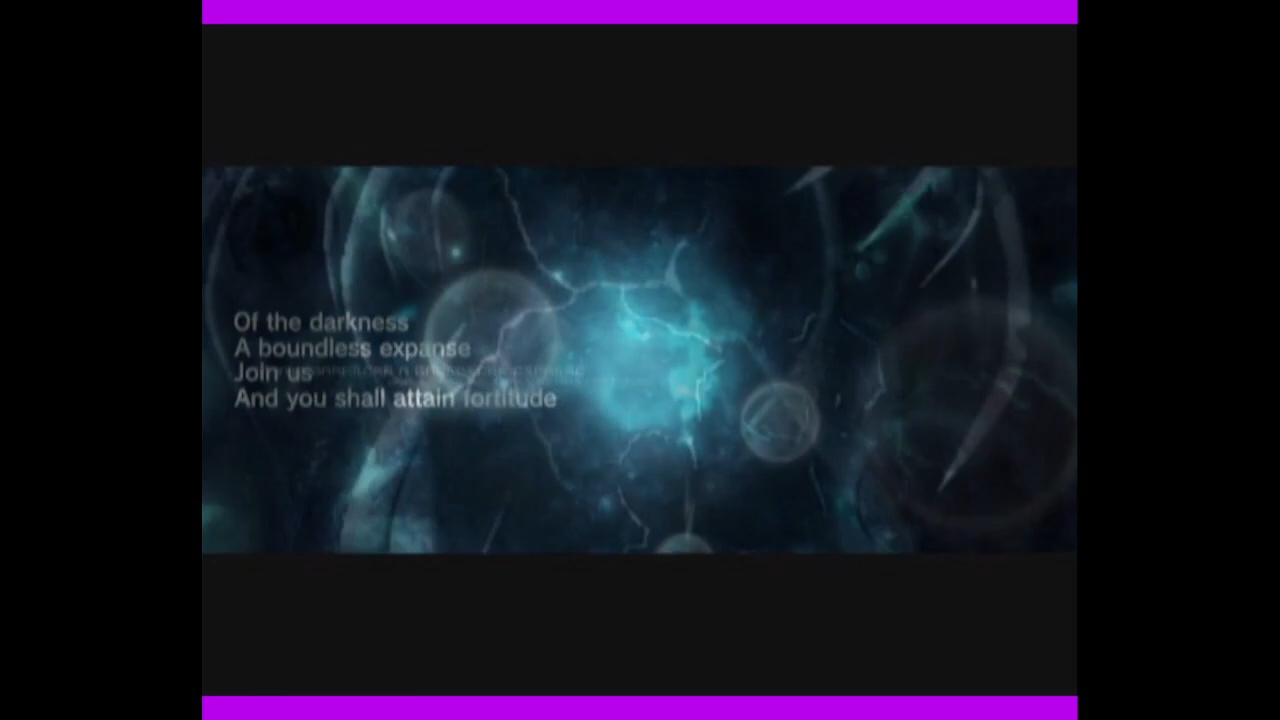 Of the darkness
A boundless expanse
Join us
And you shall attain fortitude